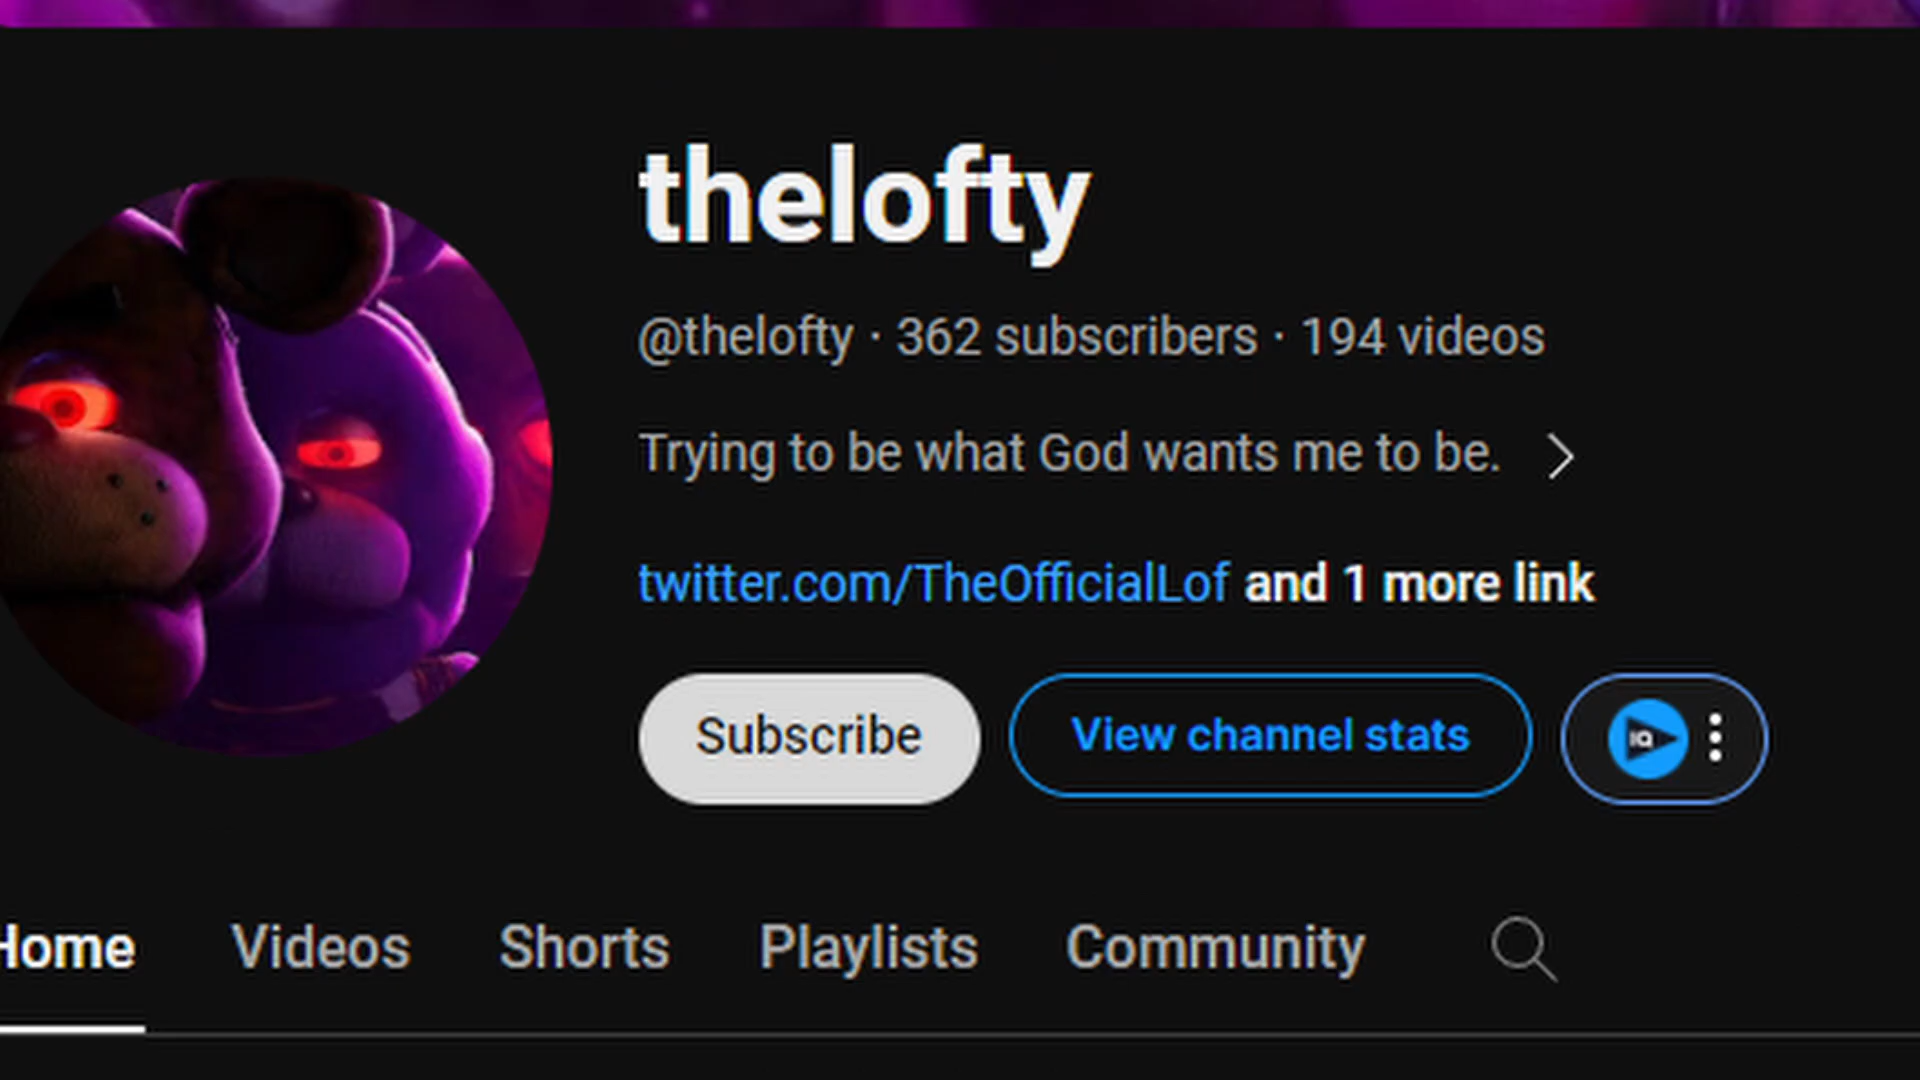 thelofty
@thelofty · 362 subscribers · 194 videos
Trying to be what God wants me to be.
twitter.com/TheOfficialLof and 1 more link
Subscribe View channel stats IQ
Home Videos Shorts Playlists Community